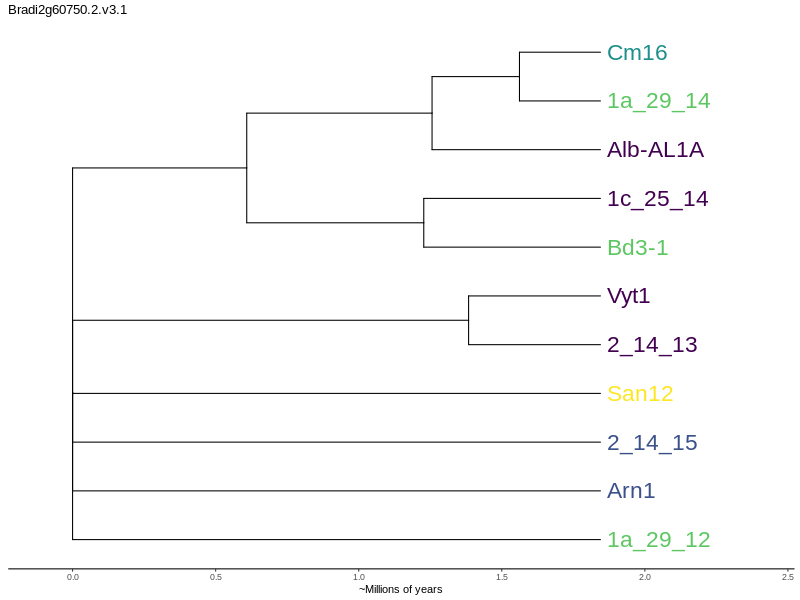 Bradi2g60750.2.v3.1
Cm16
1a_29_14
Alb-AL1A
1c_25_14
Bd3-1
Vyt1
2_14_13
San12
2_14_15
Arn1
1a_29_12
0.0 0.5 1.0 1.5 2.0 2.5
~Millions of years